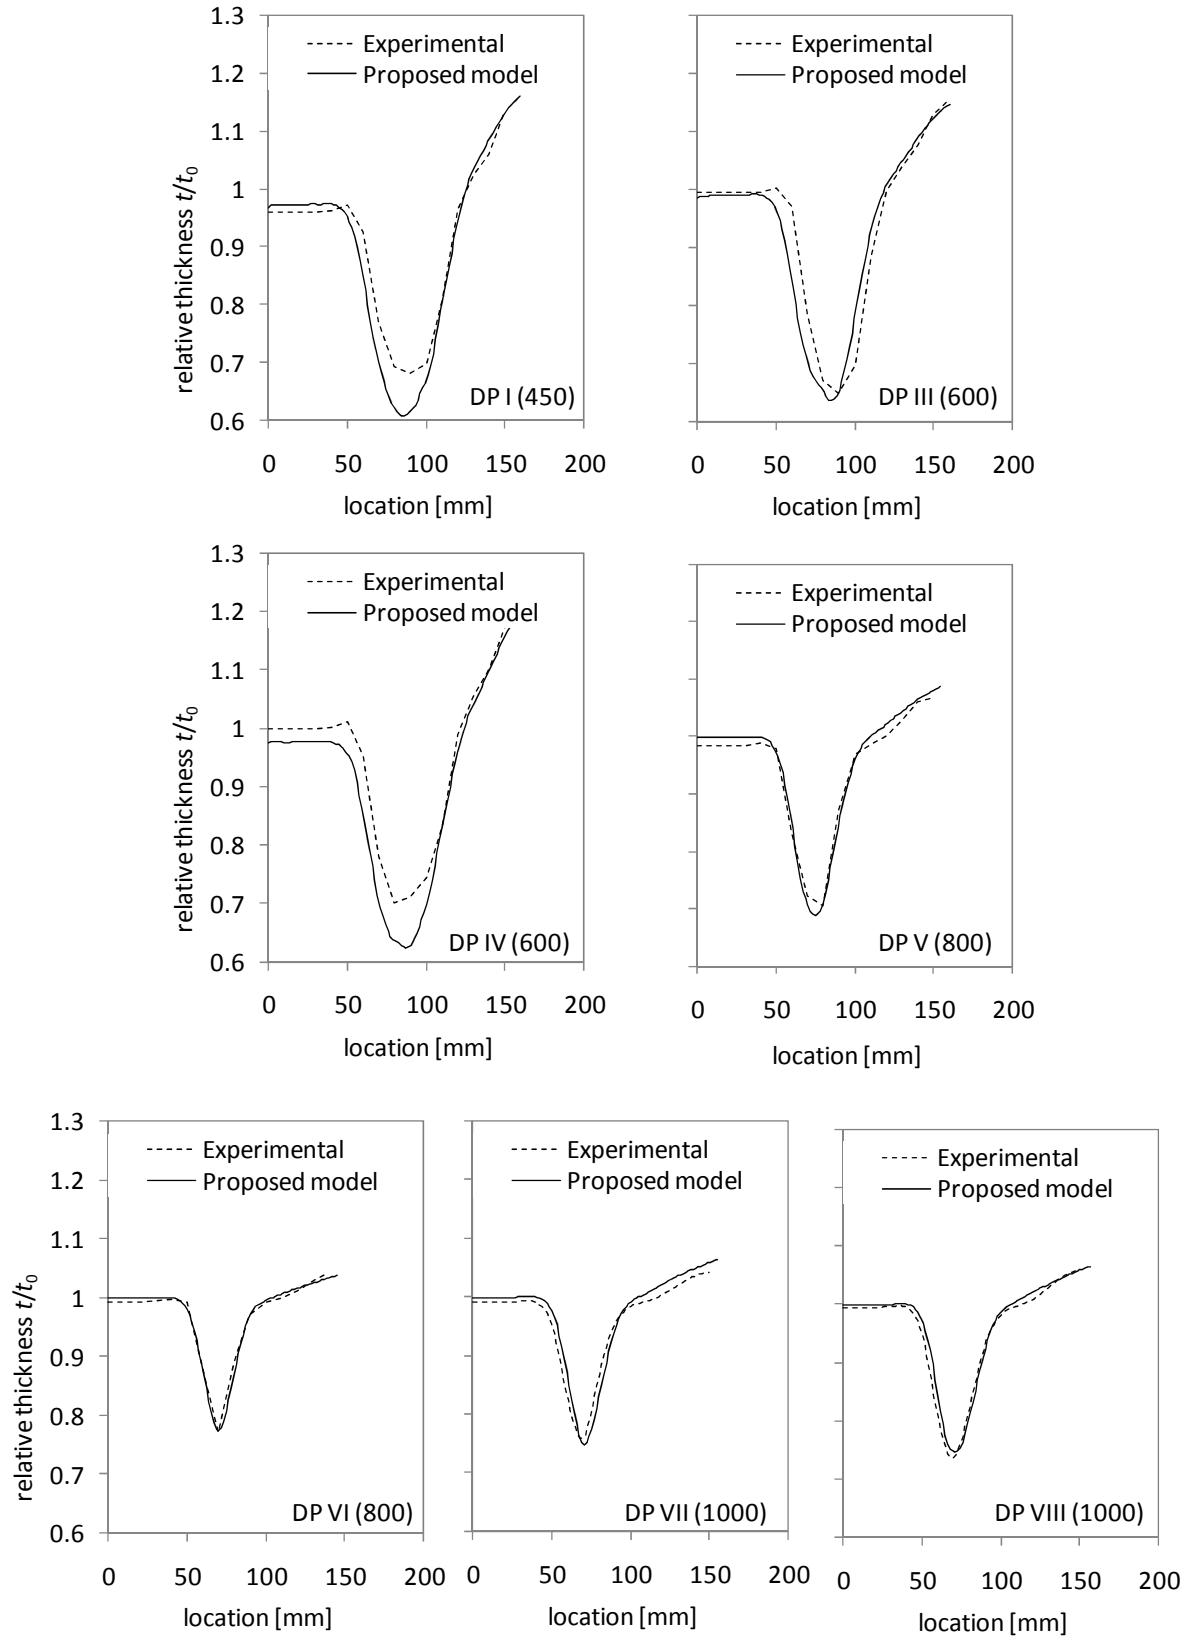 1.3
1.2
1.1
1
0.9
0.8
0.7
0.6
relative thickness t/t0
Experimental
Proposed model
DP I (450)
0 50 100 150 200
location [mm]
Experimental
Proposed model
DP III (600)
0 50 100 150 200
location [mm]
1.3
1.2
1.1
1
0.9
0.8
0.7
0.6
relative thickness t/t0
Experimental
Proposed model
DP IV (600)
0 50 100 150 200
location [mm]
Experimental
Proposed model
DP V (800)
0 50 100 150 200
location [mm]
1.3
1.2
1.1
1
0.9
0.8
0.7
0.6
relative thickness t/t0
Experimental
Proposed model
DP VI (800)
0 50 100 150 200
location [mm]
Experimental
Proposed model
DP VII (1000)
0 50 100 150 200
location [mm]
Experimental
Proposed model
DP VIII (1000)
0 50 100 150 200
location [mm]